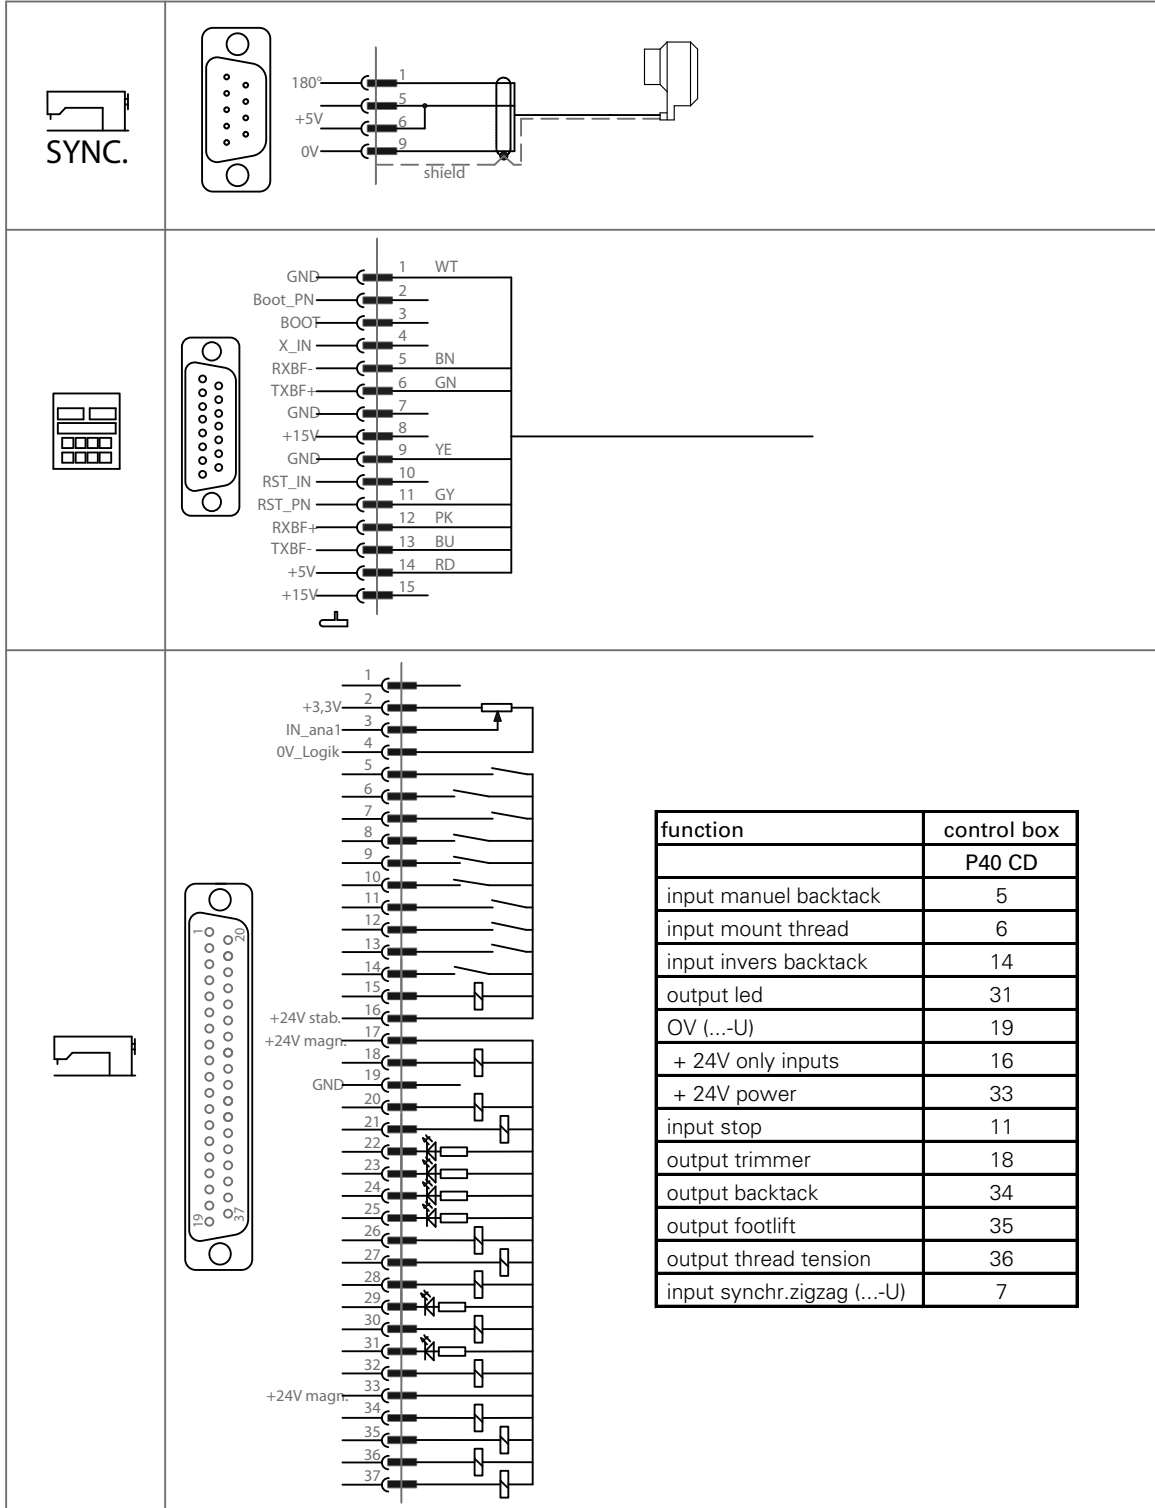 SYNC.
180° 1
5
+5V 6
0V 9
shield
GND 1 WT
Boot_PN 2
BOOT 3
X_IN 4
RXBF- 5 BN
TXBF+ 6 GN
GND 7
+15V 8
GND 9 YE
RST_IN 10
RST_PN 11 GY
RXBF+ 12 PK
TXBF- 13 BU
+5V 14 RD
+15V 15
1 20
19 37
1
+3,3V 2
IN_ana1 3
0V_Logik 4
5
6
7
8
9
10
11
12
13
14
15
+24V stab. 16
+24V magn. 17
18
GND 19
20
21
22
23
24
25
26
27
28
29
30
31
32
+24V magn. 33
34
35
36
37
function control box
P40 CD
input manuel backtack 5
input mount thread 6
input invers backtack 14
output led 31
OV (...-U) 19
+ 24V only inputs 16
+ 24V power 33
input stop 11
output trimmer 18
output backtack 34
output footlift 35
output thread tension 36
input synchr.zigzag (...-U) 7